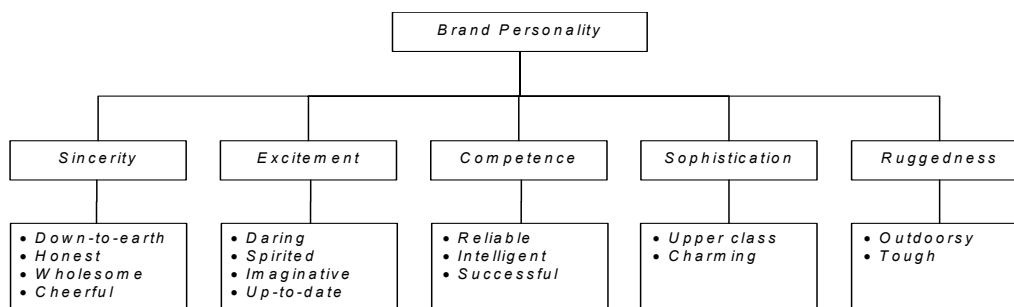 Brand Personality
Sincerity
Excitement
Competence
Sophistication
Ruggedness
• Down-to-earth
• Honest
• Wholesome
• Cheerful
• Daring
• Spirited
• Imaginative
• Up-to-date
• Reliable
• Intelligent
• Successful
• Upper class
• Charming
• Outdoorsy
• Tough